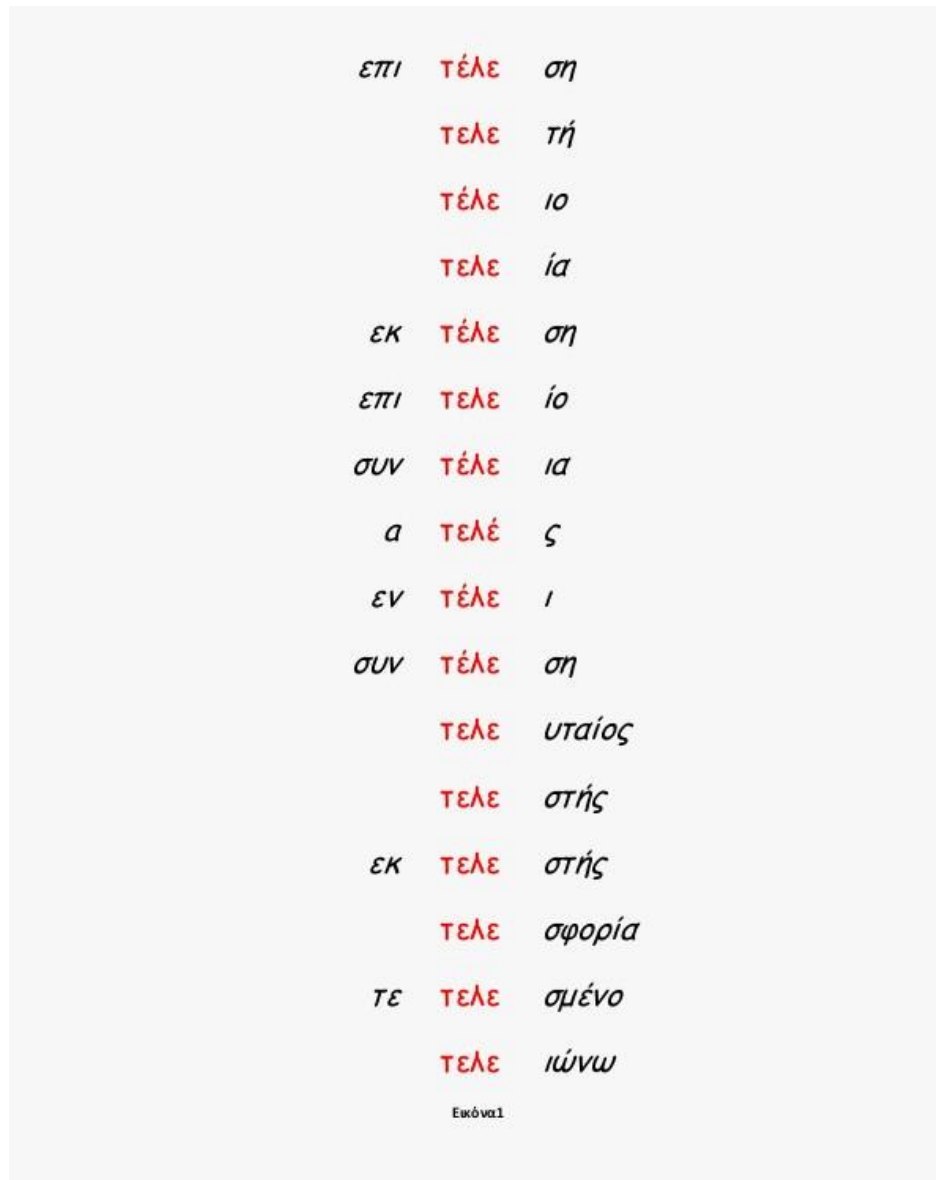 επι τέλε ση
τελε τή
τέλε ιο
τελε ία
εκ τέλε ση
επι τελε ίο
συν τέλε ια
α τελέ ς
εν τέλε ι
συν τέλε ση
τελε υταίος
τελε στής
εκ τελε στής
τελε σφορία
τε τελε σμένο
τελε ιώνω
Εικόνα1